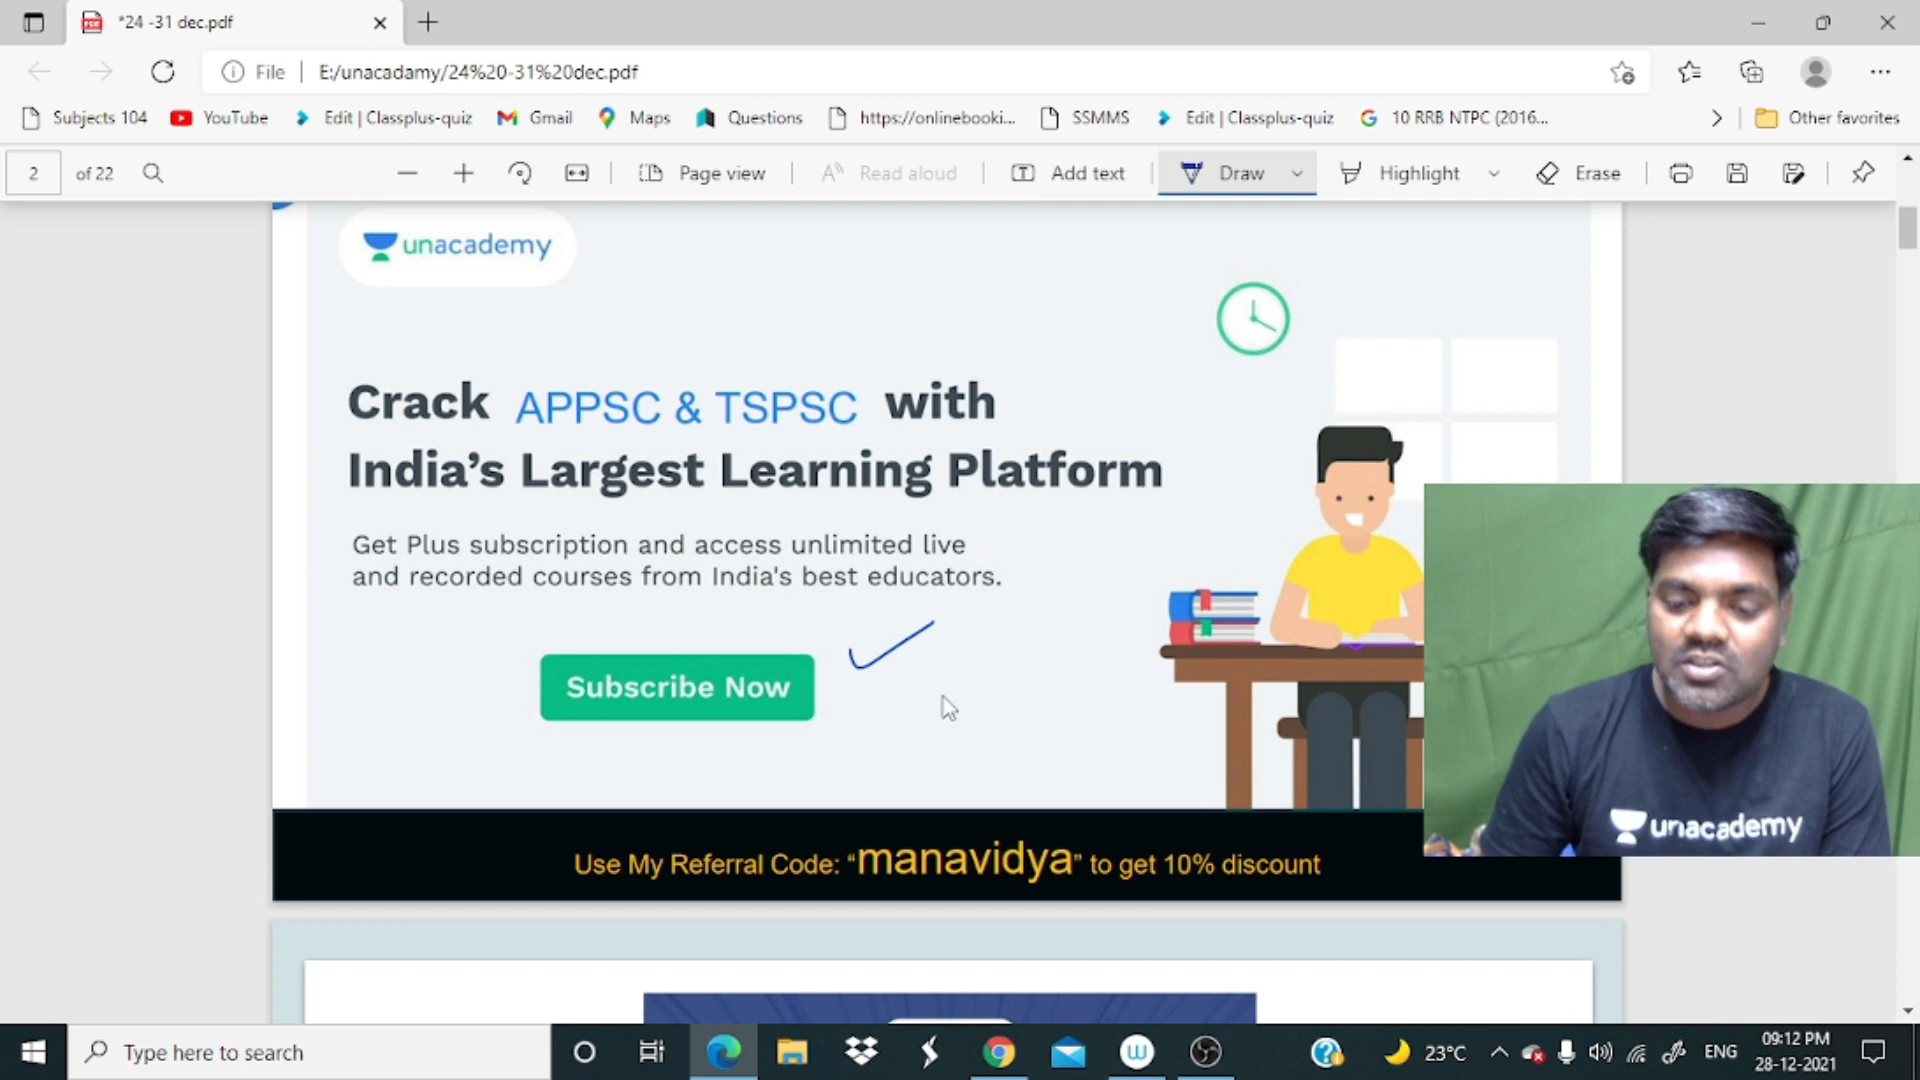 *24 -31 dec.pdf
File | E:/unacadamy/24%20-31%20dec.pdf
Subjects 104 YouTube Edit | Classplus-quiz Gmail Maps Questions https://onlinebooki... SSMMS Edit | Classplus-quiz 10 RRB NTPC (2016... Other favorites
2 of 22 Page view Read aloud Add text Draw Highlight Erase
unacademy
Crack APPSC & TSPSC with
India's Largest Learning Platform
Get Plus subscription and access unlimited live
and recorded courses from India's best educators.
Subscribe Now
unacademy
Use My Referral Code: “manavidya” to get 10% discount
Type here to search
23°C
ENG
09:12 PM
28-12-2021